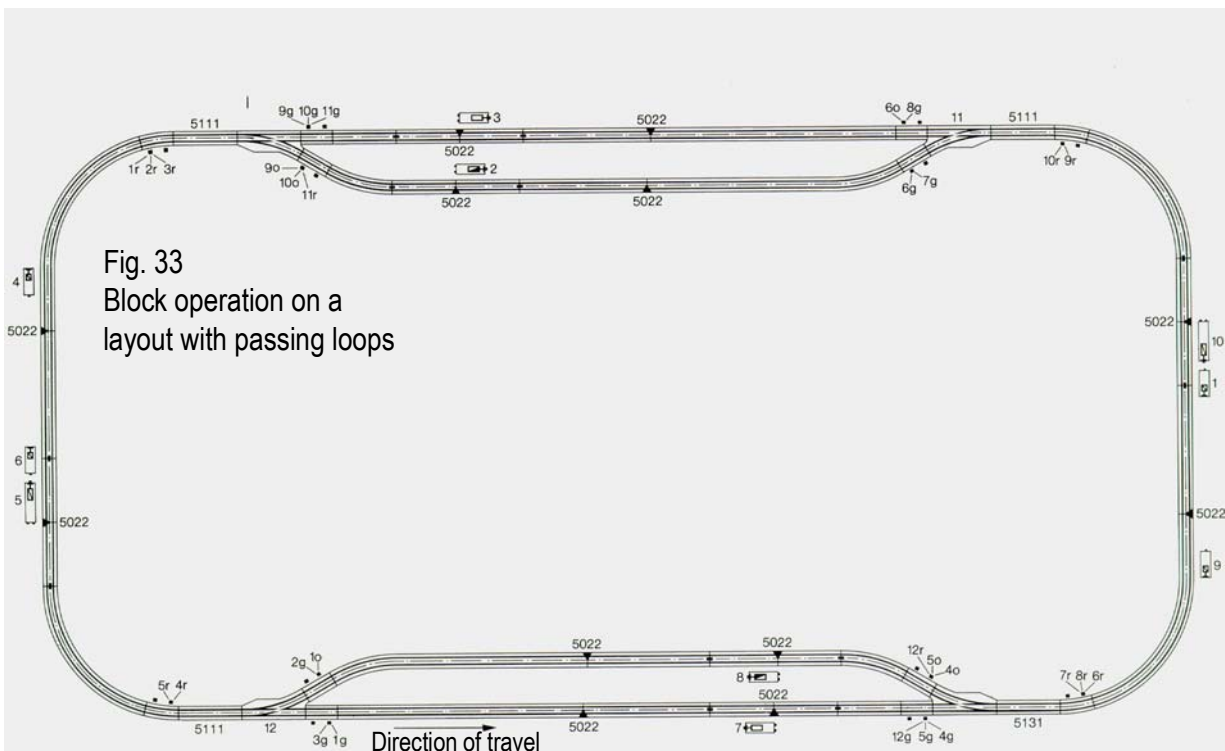 5111
9g 10g 11g
3
5022
6o 8g
11
5111
1r 2r 3r
5022
9o
10o
11r
2
5022
5022
7g
6g
10r 9r
Fig. 33
Block operation on a
layout with passing loops
4
5022
5022
10
1
6
5
5022
5022
9
2g 1o
5022
5022
12r
5o
4o
8
5r 4r
7r 8r 6r
5111
12
3g 1g
Direction of travel
5022
5022
7
12g 5g 4g
5131